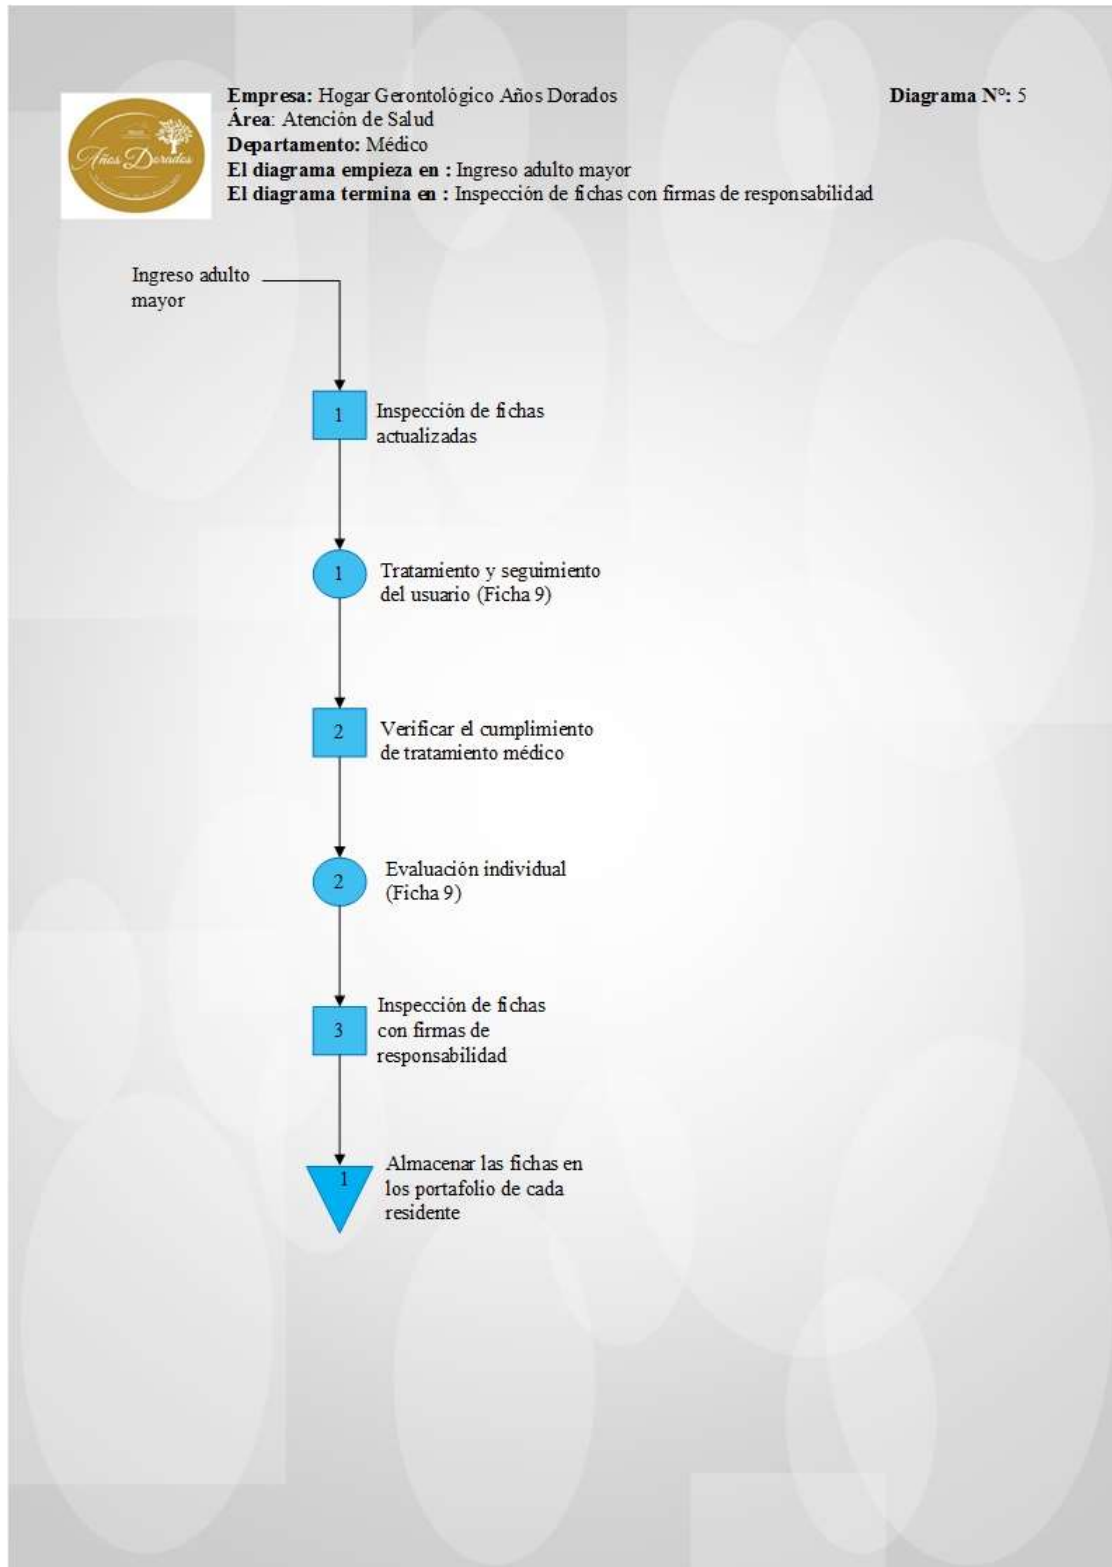 Empresa: Hogar Gerontológico Años Dorados
Diagrama N°: 5
Área: Atención de Salud
Departamento: Médico
El diagrama empieza en : Ingreso adulto mayor
El diagrama termina en : Inspección de fichas con firmas de responsabilidad
Años Dorados
Ingreso adulto
mayor
1
Inspección de fichas
actualizadas
1
Tratamiento y seguimiento
del usuario (Ficha 9)
2
Verificar el cumplimiento
de tratamiento médico
2
Evaluación individual
(Ficha 9)
3
Inspección de fichas
con firmas de
responsabilidad
1
Almacenar las fichas en
los portafolio de cada
residente